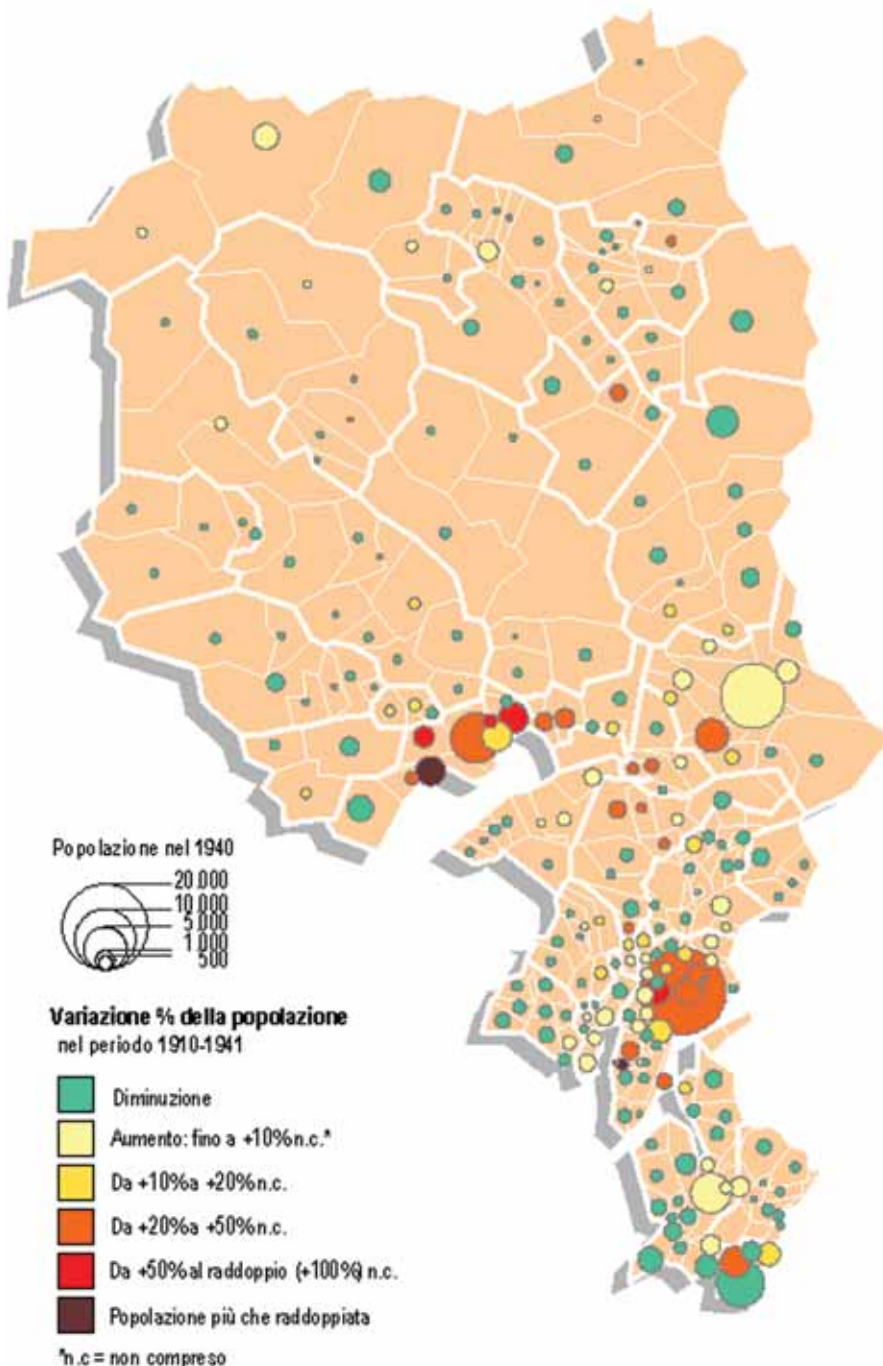 Popolazione nel 1940
20 000
10 000
5 000
1 000
500
Variazione % della popolazione
nel periodo 1910-1941
Diminuzione
Aumento: fino a +10% n.c.*
Da +10% a +20% n.c.
Da +20% a +50% n.c.
Da +50% al raddoppio (+100%) n.c.
Popolazione più che raddoppiata
*n.c = non compreso